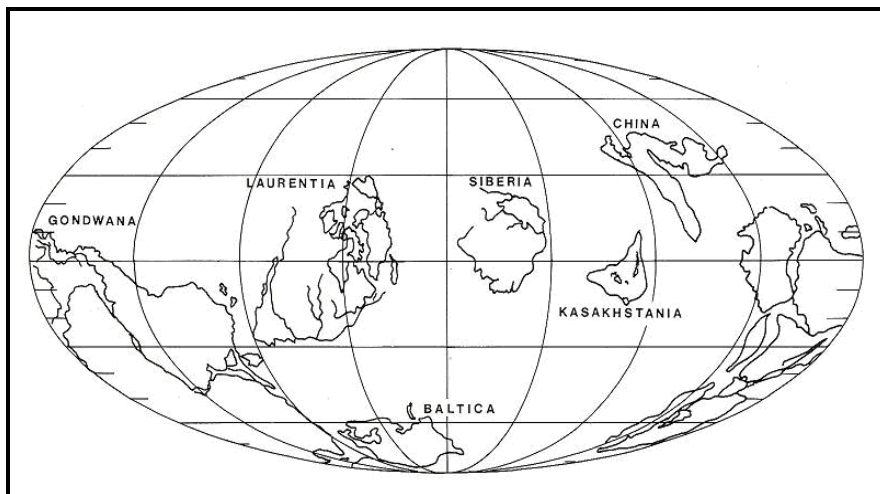 CHINA
LAURENTIA
SIBERIA
GONDWANA
KASAKHSTANIA
BALTICA